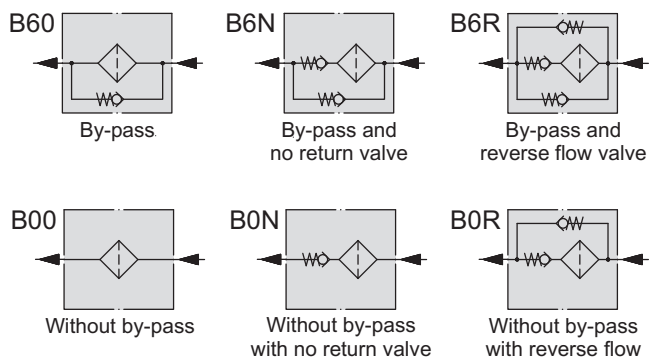 B60
By-pass
B6N
By-pass and
no return valve
B6R
By-pass and
reverse flow valve
B00
Without by-pass
B0N
Without by-pass
with no return valve
B0R
Without by-pass
with reverse flow